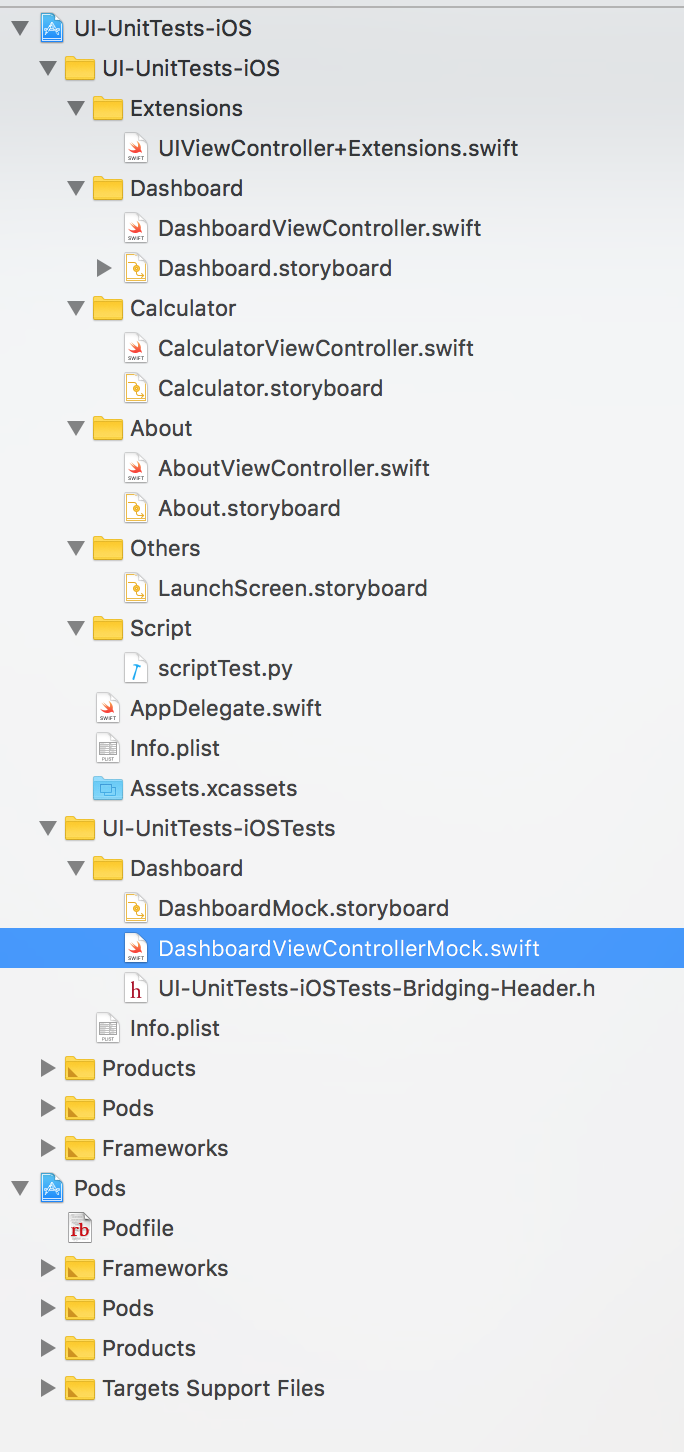 UI-UnitTests-iOS
UI-UnitTests-iOS
Extensions
SWIFT UIViewController+Extensions.swift
Dashboard
SWIFT DashboardViewController.swift
Dashboard.storyboard
Calculator
SWIFT CalculatorViewController.swift
Calculator.storyboard
About
SWIFT AboutViewController.swift
About.storyboard
Others
LaunchScreen.storyboard
Script
scriptTest.py
SWIFT AppDelegate.swift
PLIST Info.plist
Assets.xcassets
UI-UnitTests-iOSTests
Dashboard
DashboardMock.storyboard
SWIFT DashboardViewControllerMock.swift
h UI-UnitTests-iOSTests-Bridging-Header.h
PLIST Info.plist
Products
Pods
Frameworks
Pods
rb Podfile
Frameworks
Pods
Products
Targets Support Files